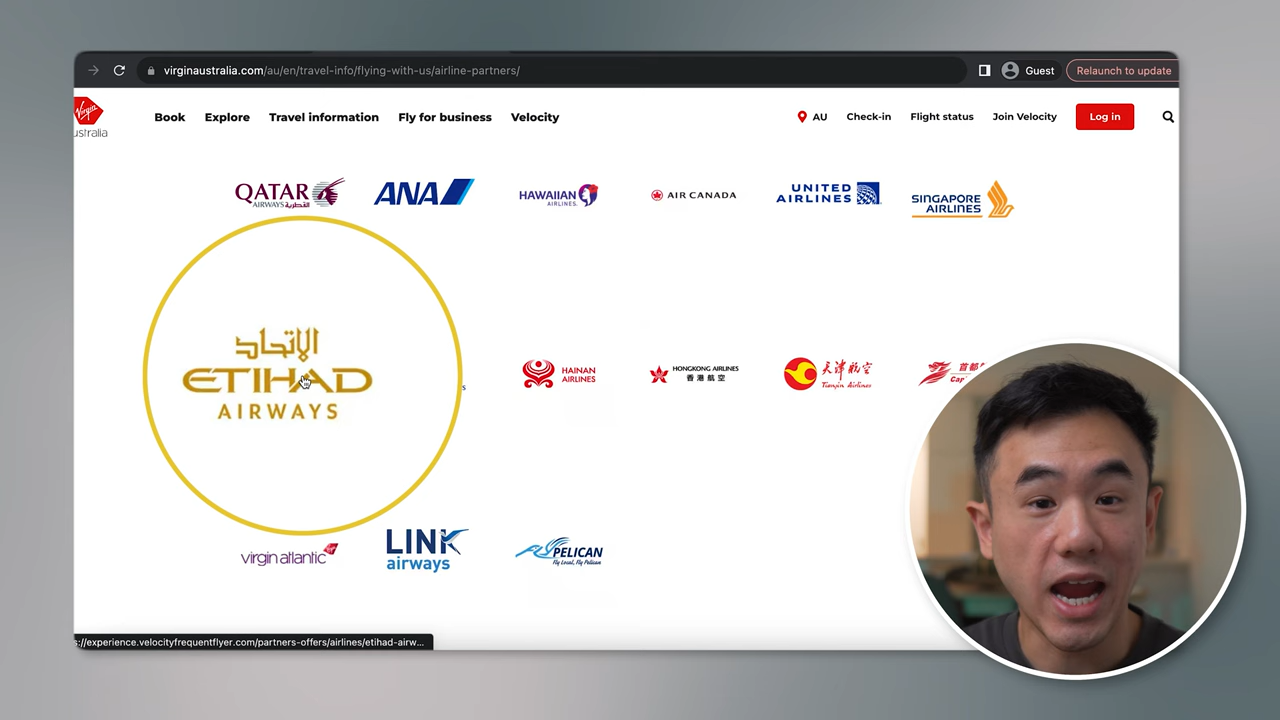 virginaustralia.com/au/en/travel-info/flying-with-us/airline-partners/
Guest
Relaunch to update
Virgin
ustralia
Book
Explore
Travel information
Fly for business
Velocity
AU
Check-in
Flight status
Join Velocity
Log in
QATAR
AIRWAYS القطرية
ANA
HAWAIIAN
AIRLINES.
AIR CANADA
UNITED
AIRLINES
SINGAPORE
AIRLINES
الاتحاد
ETIHAD
AIRWAYS
s
HAINAN
AIRLINES
HONGKONG AIRLINES
香港航空
天津航空
Tianjin Airlines
首都
Cap
virgin atlantic
LINK
airways
PELICAN
Fly Local, Fly Pelican
s://experience.velocityfrequentflyer.com/partners-offers/airlines/etihad-airw...